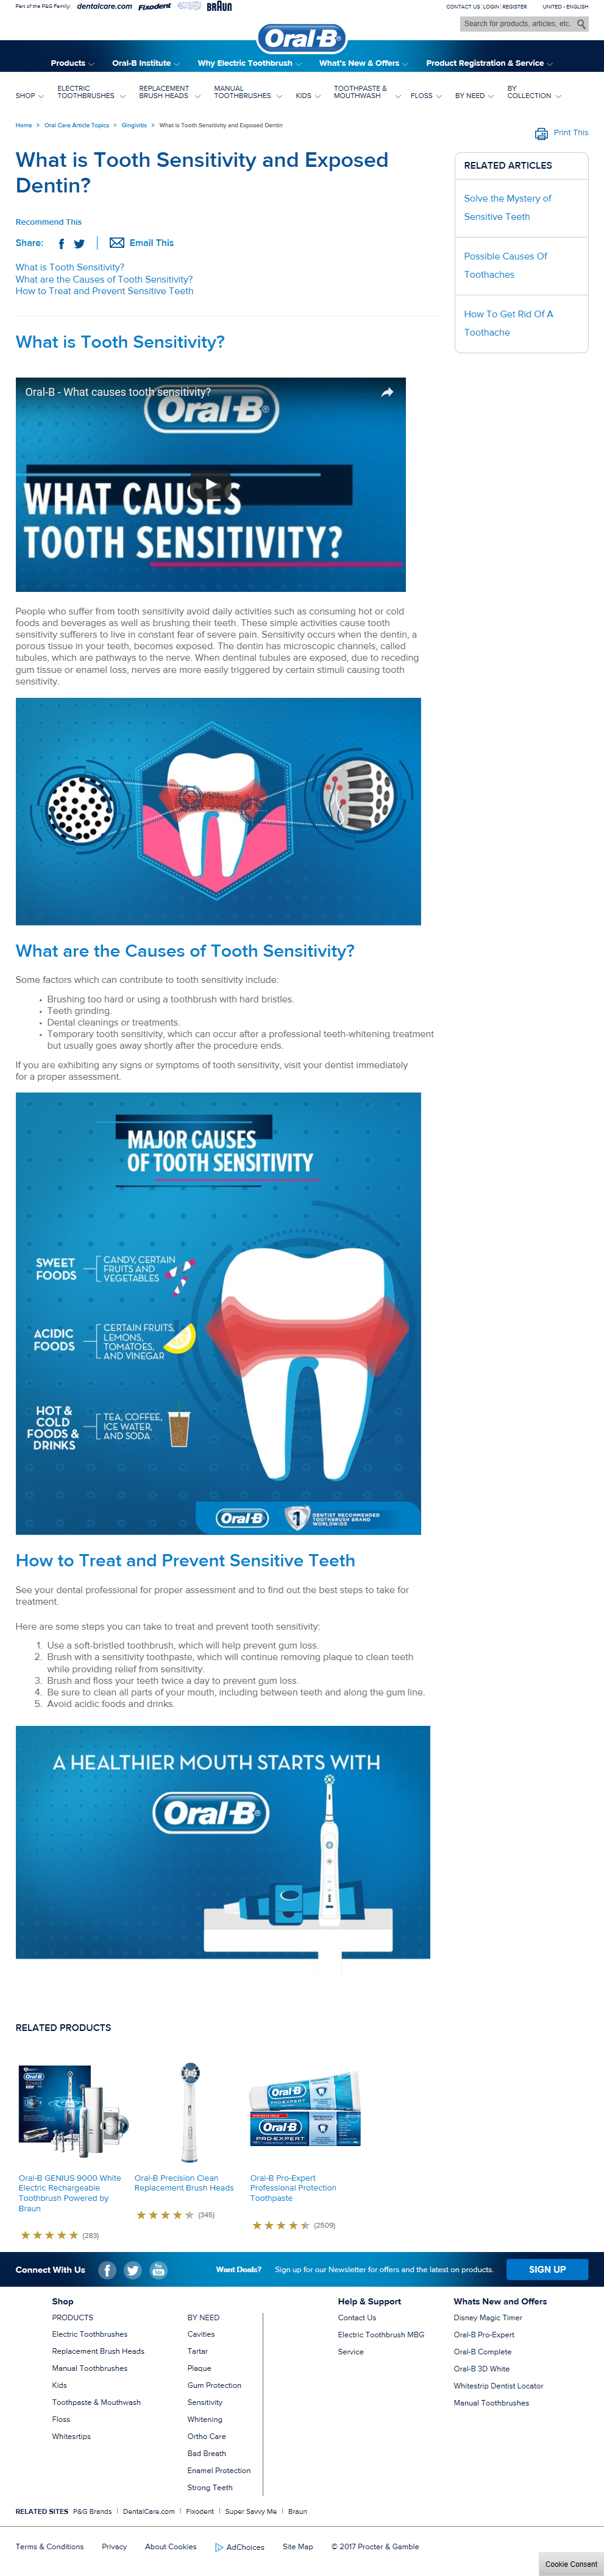 Part of the P&G Family: dentalcare.com Fixodent BRAUN
CONTACT US | LOGIN | REGISTER UNITED - ENGLISH
Search for products, articles, etc.
Oral-B
Products Oral-B Institute Why Electric Toothbrush What's New & Offers Product Registration & Service
SHOP ELECTRIC TOOTHBRUSHES REPLACEMENT BRUSH HEADS MANUAL TOOTHBRUSHES KIDS TOOTHPASTE & MOUTHWASH FLOSS BY NEED BY COLLECTION
Home > Oral Care Article Topics > Gingivitis > What is Tooth Sensitivity and Exposed Dentin
Print This
What is Tooth Sensitivity and Exposed
Dentin?
Recommend This
Share: Email This
What is Tooth Sensitivity?
What are the Causes of Tooth Sensitivity?
How to Treat and Prevent Sensitive Teeth
RELATED ARTICLES
Solve the Mystery of
Sensitive Teeth
Possible Causes Of
Toothaches
How To Get Rid Of A
Toothache
What is Tooth Sensitivity?
Oral-B - What causes tooth sensitivity?
Oral-B
WHAT CAUSES
TOOTH SENSITIVITY?
People who suffer from tooth sensitivity avoid daily activities such as consuming hot or cold
foods and beverages as well as brushing their teeth. These simple activities cause tooth
sensitivity sufferers to live in constant fear of severe pain. Sensitivity occurs when the dentin, a
porous tissue in your teeth, becomes exposed. The dentin has microscopic channels, called
tubules, which are pathways to the nerve. When dentinal tubules are exposed, due to receding
gum tissue or enamel loss, nerves are more easily triggered by certain stimuli causing tooth
sensitivity.
What are the Causes of Tooth Sensitivity?
Some factors which can contribute to tooth sensitivity include:
• Brushing too hard or using a toothbrush with hard bristles.
• Teeth grinding.
• Dental cleanings or treatments.
• Temporary tooth sensitivity, which can occur after a professional teeth-whitening treatment
but usually goes away shortly after the procedure ends.
If you are exhibiting any signs or symptoms of tooth sensitivity, visit your dentist immediately
for a proper assessment.
MAJOR CAUSES
OF TOOTH SENSITIVITY
SWEET
FOODS
CANDY, CERTAIN
FRUITS AND
VEGETABLES
ACIDIC
FOODS
CERTAIN FRUITS,
LEMONS,
TOMATOES,
AND VINEGAR
HOT &
COLD
FOODS &
DRINKS
TEA, COFFEE,
ICE WATER,
AND SODA
Oral-B
1
DENTIST RECOMMENDED
TOOTHBRUSH BRAND
WORLDWIDE
How to Treat and Prevent Sensitive Teeth
See your dental professional for proper assessment and to find out the best steps to take for
treatment.
Here are some steps you can take to treat and prevent tooth sensitivity:
1. Use a soft-bristled toothbrush, which will help prevent gum loss.
2. Brush with a sensitivity toothpaste, which will continue removing plaque to clean teeth
while providing relief from sensitivity.
3. Brush and floss your teeth twice a day to prevent gum loss.
4. Be sure to clean all parts of your mouth, including between teeth and along the gum line.
5. Avoid acidic foods and drinks.
A HEALTHIER MOUTH STARTS WITH
Oral-B
RELATED PRODUCTS
Oral-B
Oral-B
PRO-EXPERT
Oral-B
PRO-EXPERT
Oral-B GENIUS 9000 White
Electric Rechargeable
Toothbrush Powered by
Braun
(283)
Oral-B Precision Clean
Replacement Brush Heads
(345)
Oral-B Pro-Expert
Professional Protection
Toothpaste
(2509)
Connect With Us You Tube Want Deals? Sign up for our Newsletter for offers and the latest on products. SIGN UP
Shop
PRODUCTS
Electric Toothbrushes
Replacement Brush Heads
Manual Toothbrushes
Kids
Toothpaste & Mouthwash
Floss
Whitesrtips
BY NEED
Cavities
Tartar
Plaque
Gum Protection
Sensitivity
Whitening
Ortho Care
Bad Breath
Enamel Protection
Strong Teeth
Help & Support
Contact Us
Electric Toothbrush MBG
Service
Whats New and Offers
Disney Magic Timer
Oral-B Pro-Expert
Oral-B Complete
Oral-B 3D White
Whitestrip Dentist Locator
Manual Toothbrushes
RELATED SITES P&G Brands | DentalCare.com | Fixodent | Super Savvy Me | Braun
Terms & Conditions Privacy About Cookies AdChoices Site Map © 2017 Procter & Gamble
Cookie Consent